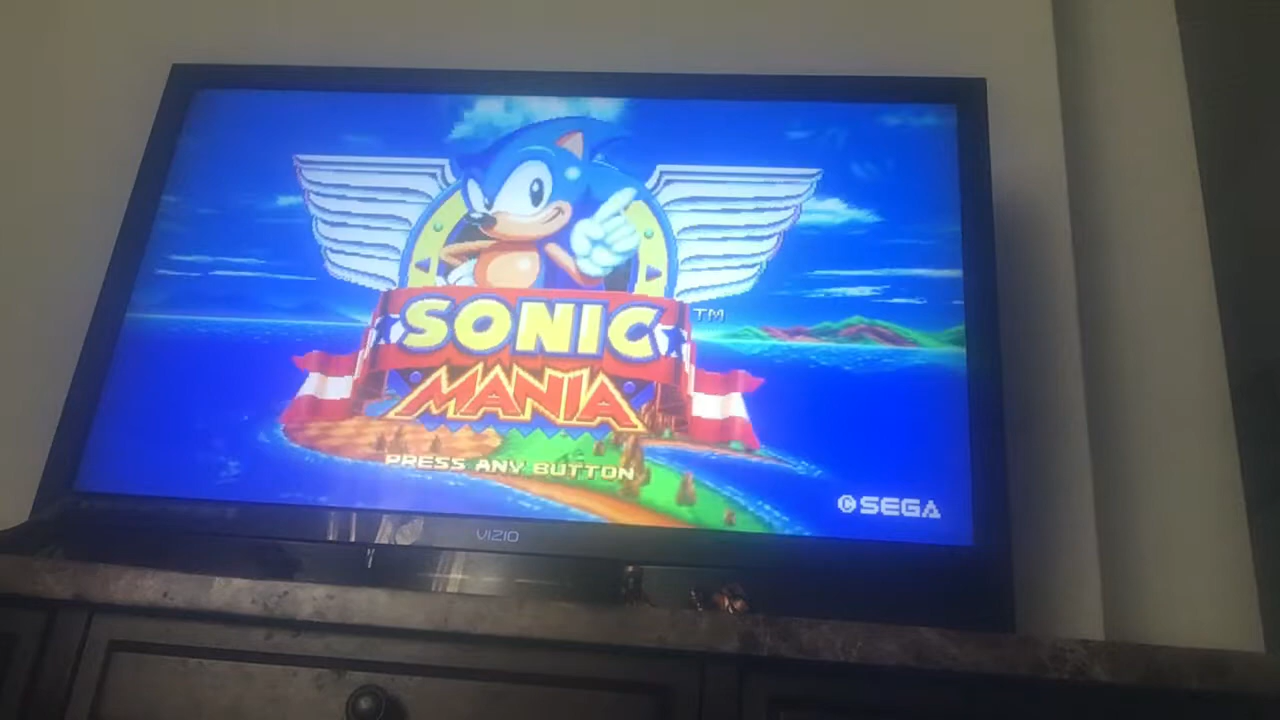 SONIC
TM
MANIA
PRESS ANY BUTTON
© SEGA
VIZIO